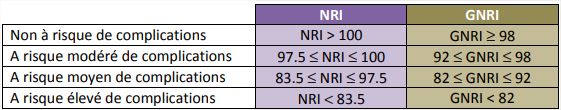 NRI GNRI
Non à risque de complications NRI > 100 GNRI ≥ 98
A risque modéré de complications 97.5 ≤ NRI ≤ 100 92 ≤ GNRI ≤ 98
A risque moyen de complications 83.5 ≤ NRI ≤ 97.5 82 ≤ GNRI ≤ 92
A risque élevé de complications NRI < 83.5 GNRI < 82